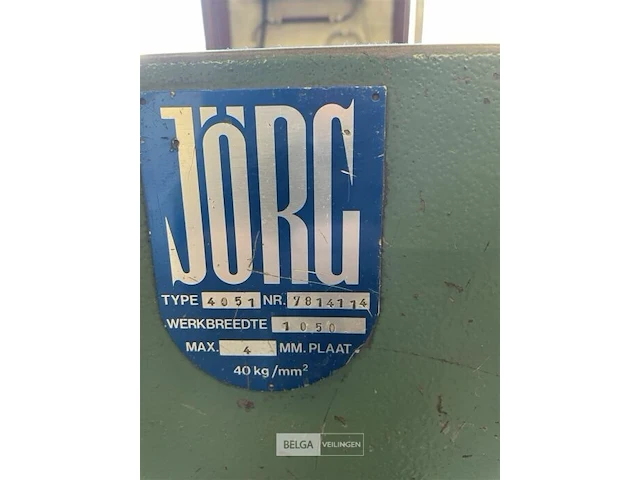 JÖRG
TYPE 4051 NR. 7814114
WERKBREEDTE 1050
MAX. 4 MM. PLAAT
40 kg/mm²
BELGA VEILINGEN